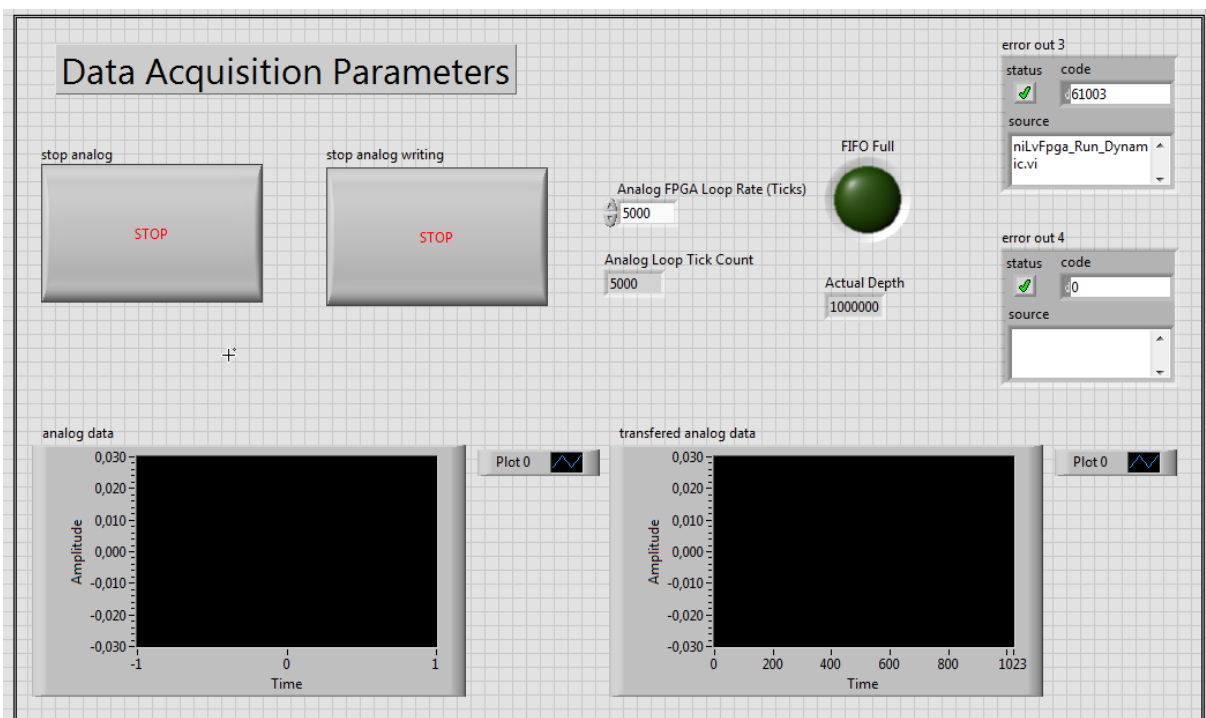 Data Acquisition Parameters
error out 3
status code
d 61003
source
niLvFpga_Run_Dynam
ic.vi
stop analog
STOP
stop analog writing
STOP
Analog FPGA Loop Rate (Ticks)
5000
Analog Loop Tick Count
5000
FIFO Full
Actual Depth
1000000
error out 4
status code
d 0
source
analog data
Plot 0
0,030
0,020
0,010
0,000
-0,010
-0,020
-0,030
Amplitude
-1 0 1
Time
transfered analog data
Plot 0
0,030
0,020
0,010
0,000
-0,010
-0,020
-0,030
Amplitude
0 200 400 600 800 1023
Time